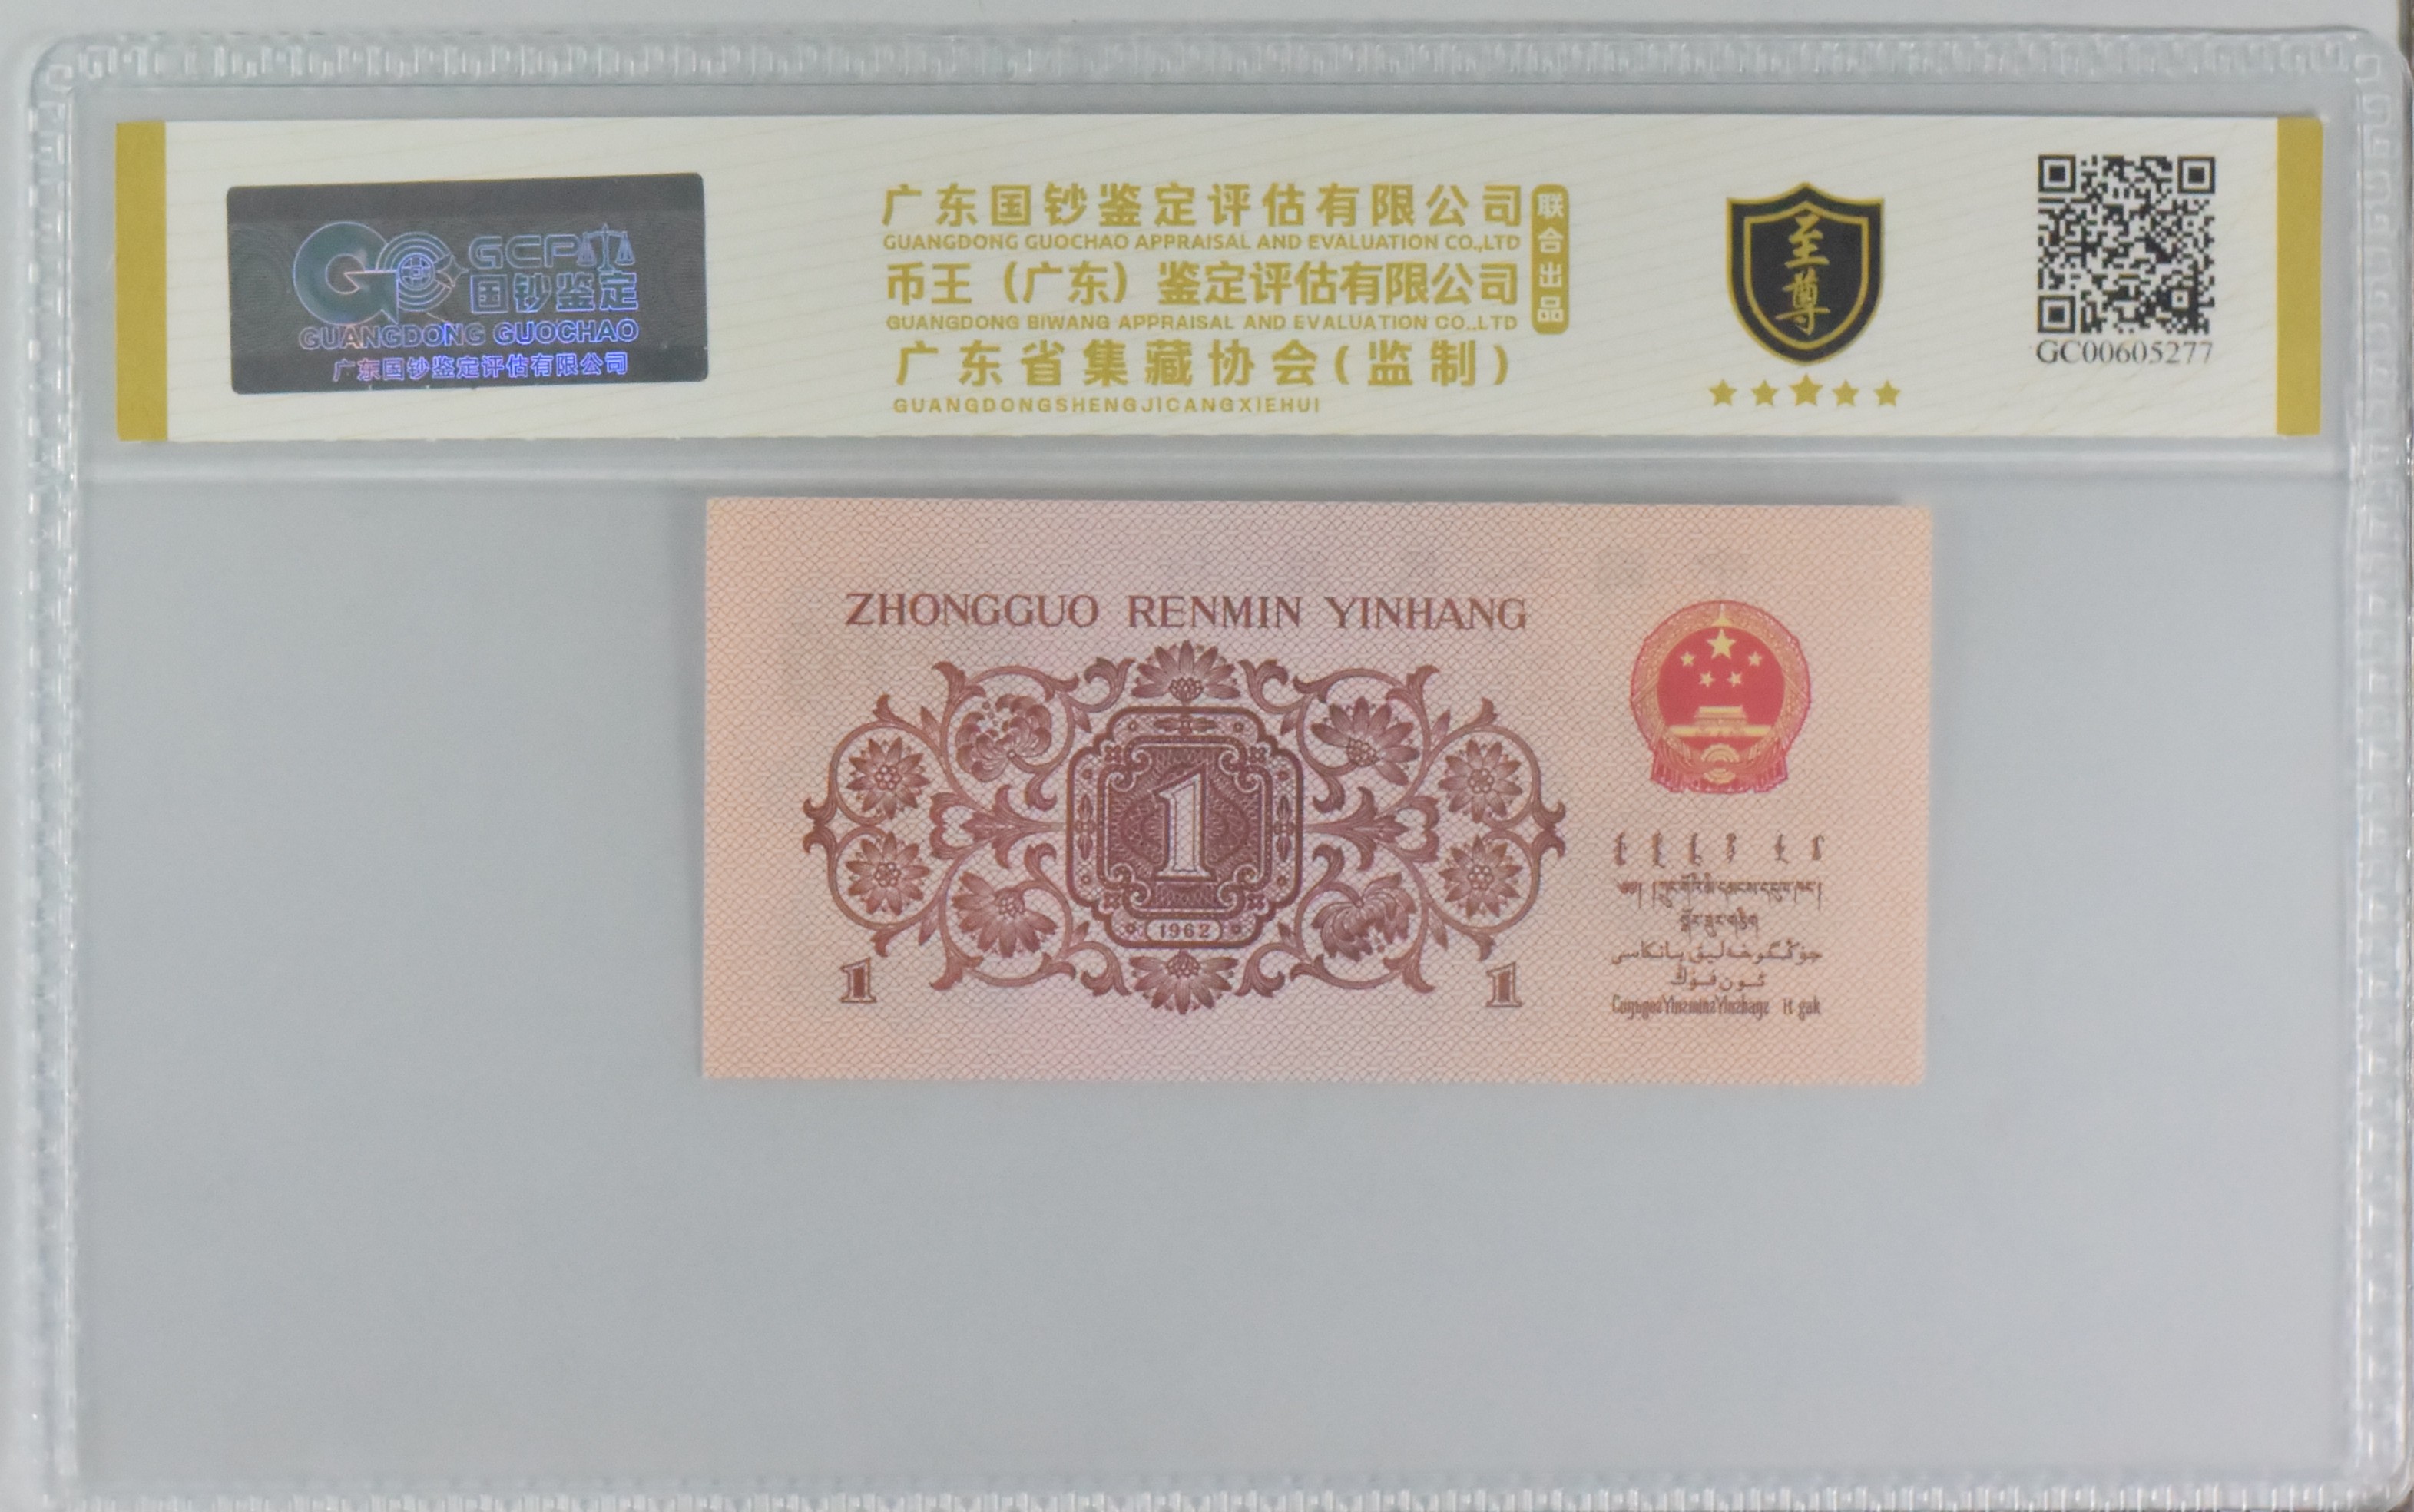 GCP
国钞鉴定
GUANGDONG GUOCHAO
广东国钞鉴定评估有限公司
广东国钞鉴定评估有限公司
GUANGDONG GUOCHAO APPRAISAL AND EVALUATION CO.,LTD
币王（广东）鉴定评估有限公司
GUANGDONG BIWANG APPRAISAL AND EVALUATION CO.,LTD
广东省集藏协会(监制)
GUANGDONGSHENGJICANGXIEHUI
联合出品
至尊
GC00605277
ZHONGGUO RENMIN YINHANG
1
1962
1
1